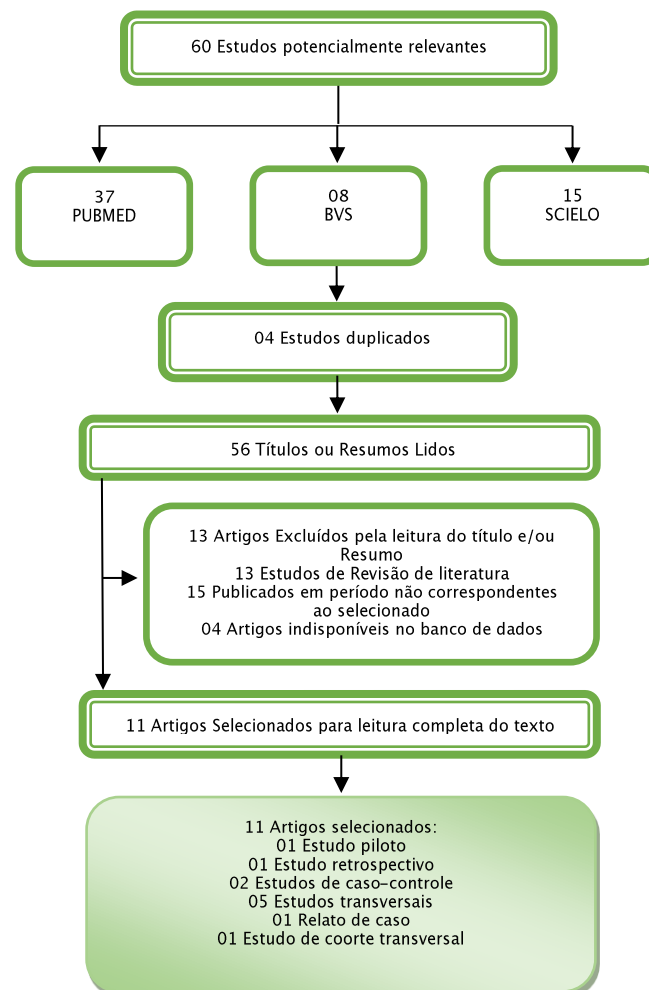 60 Estudos potencialmente relevantes
37
PUBMED
08
BVS
15
SCIELO
04 Estudos duplicados
56 Títulos ou Resumos Lidos
13 Artigos Excluídos pela leitura do título e/ou
Resumo
13 Estudos de Revisão de literatura
15 Publicados em período não correspondentes
ao selecionado
04 Artigos indisponíveis no banco de dados
11 Artigos Selecionados para leitura completa do texto
11 Artigos selecionados:
01 Estudo piloto
01 Estudo retrospectivo
02 Estudos de caso-controle
05 Estudos transversais
01 Relato de caso
01 Estudo de coorte transversal